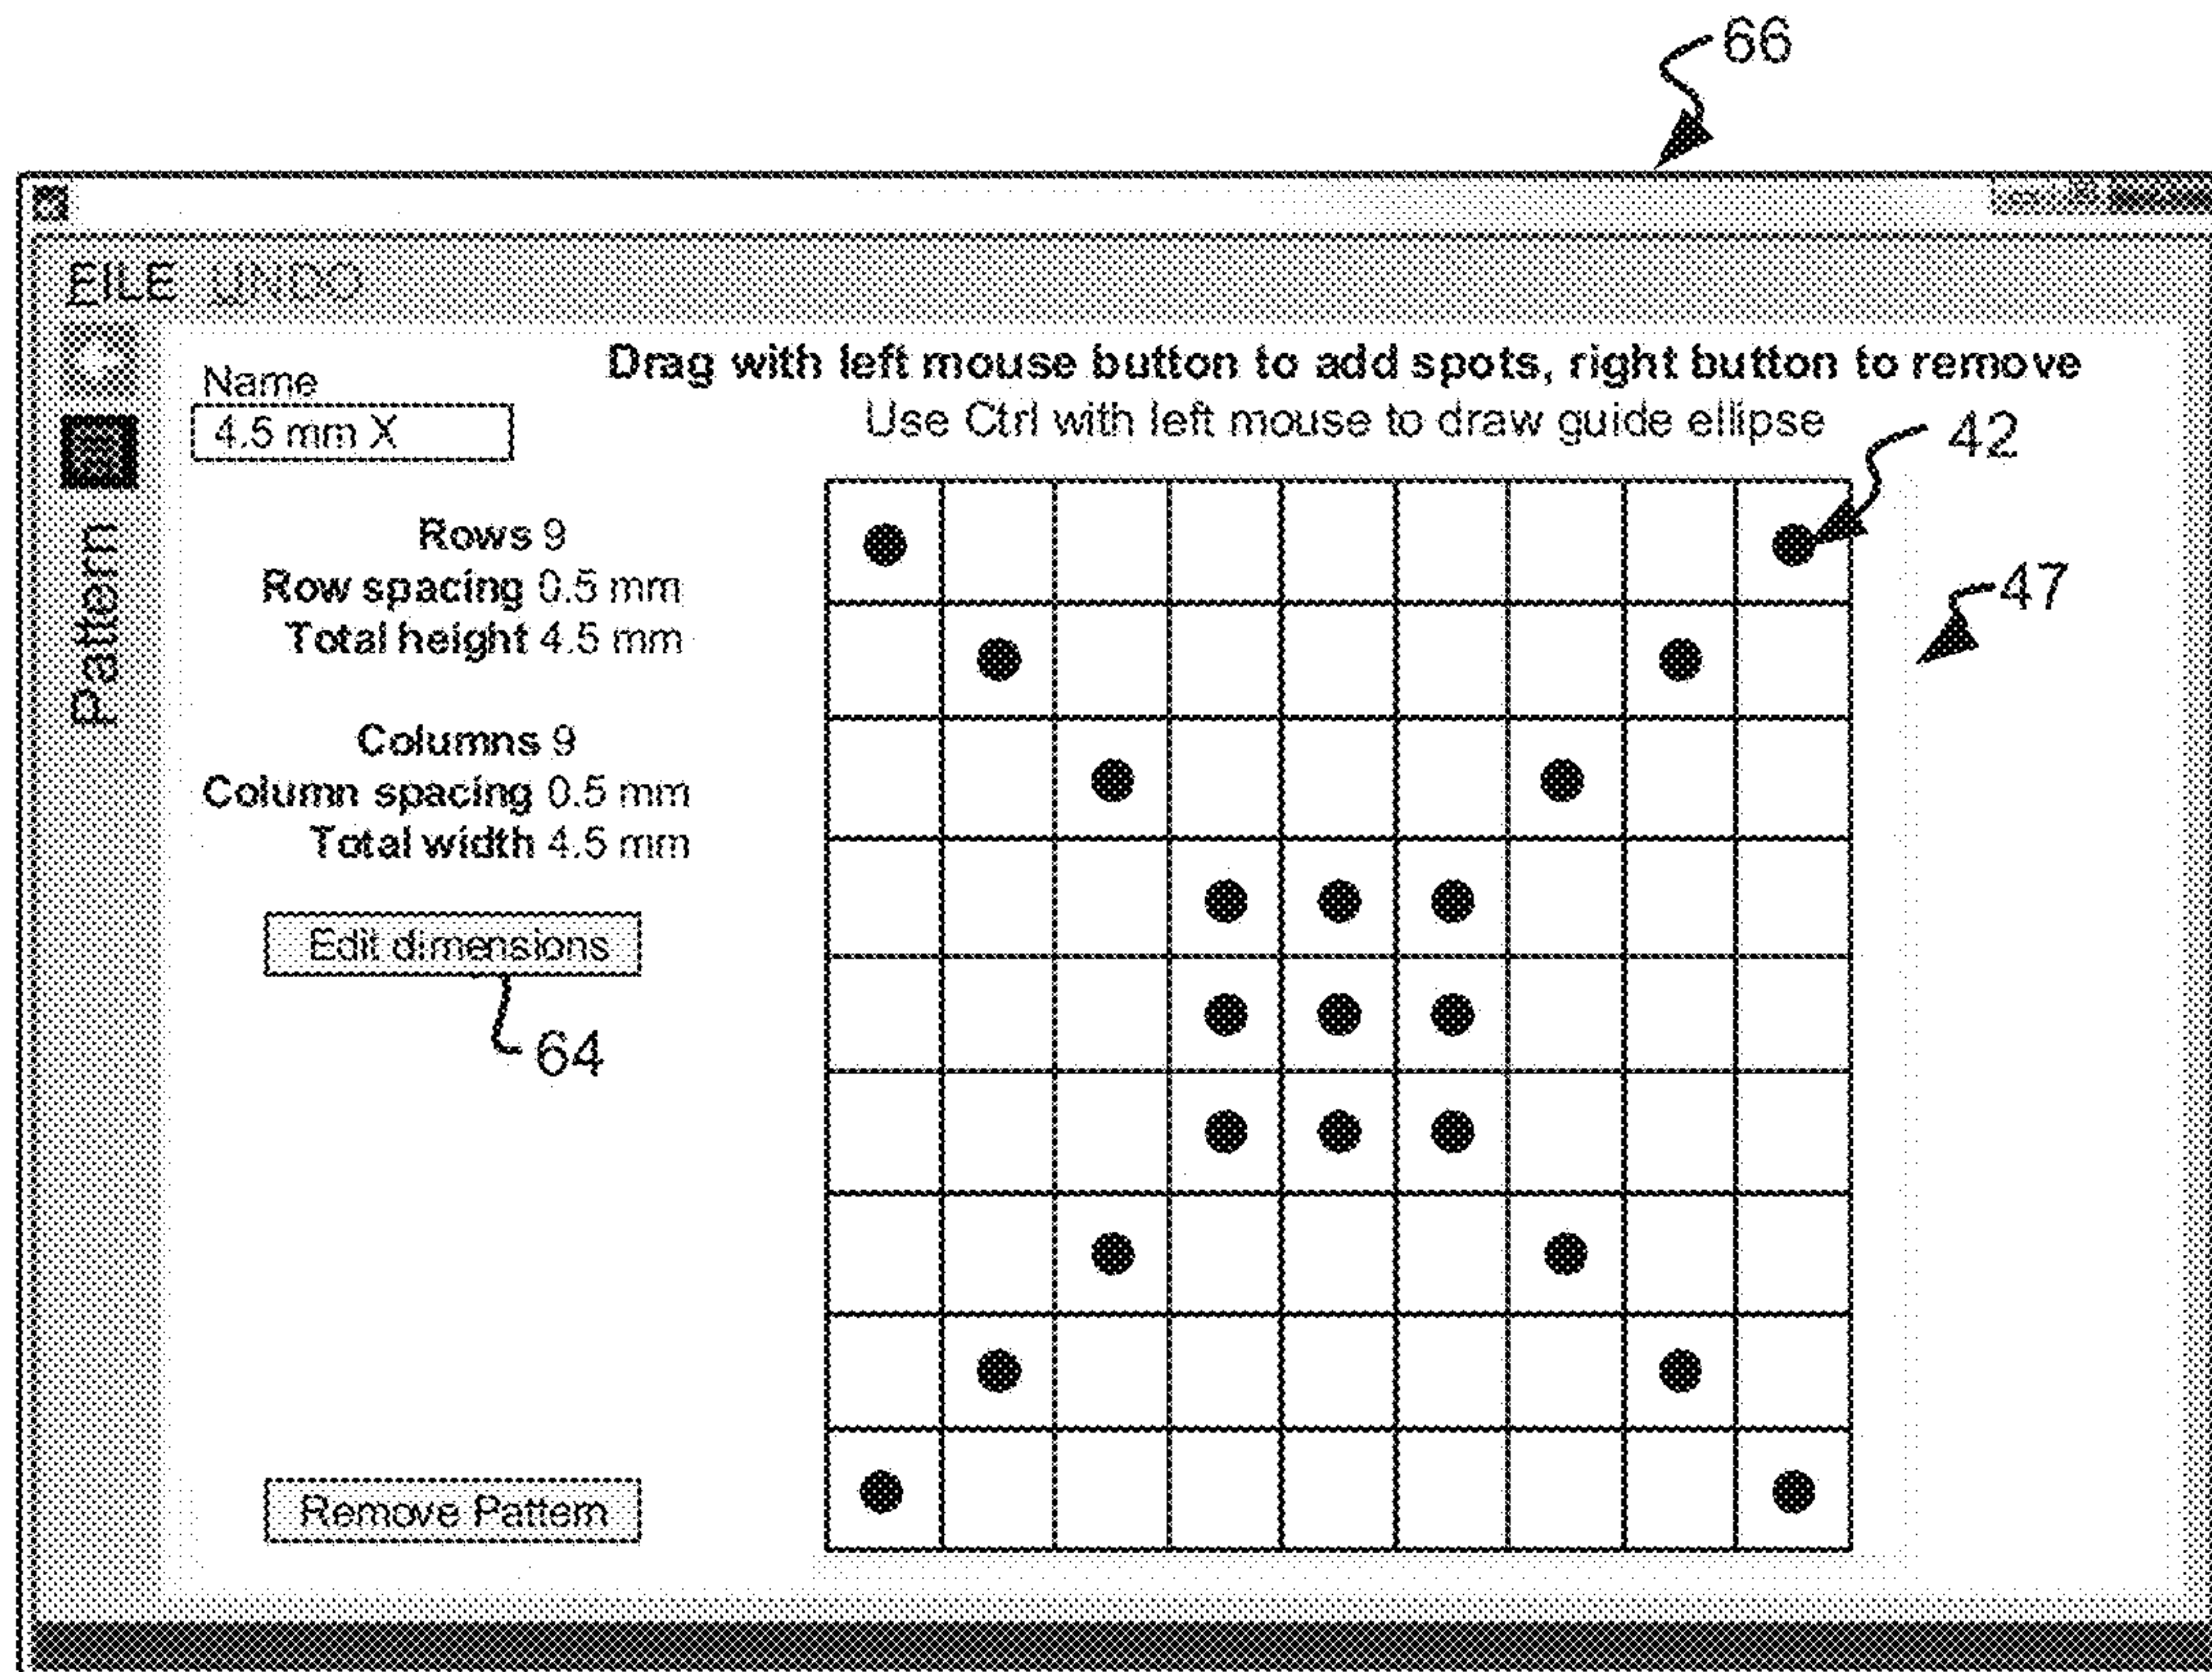 66
FILE UNDO
Pattern
Name
4.5 mm X
Drag with left mouse button to add spots, right button to remove
Use Ctrl with left mouse to draw guide ellipse
42
47
Rows 9
Row spacing 0.5 mm
Total height 4.5 mm
Columns 9
Column spacing 0.5 mm
Total width 4.5 mm
Edit dimensions
64
Remove Pattern